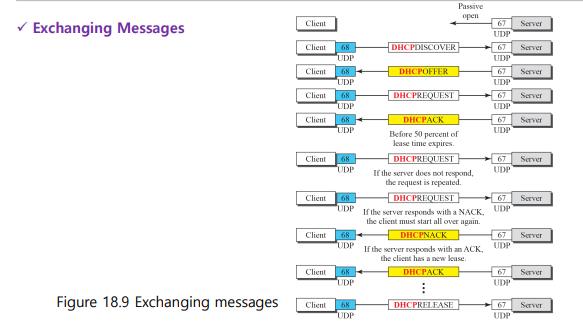 ✓ Exchanging Messages
Passive
open
Client 67 Server
UDP
Client 68 DHCPDISCOVER 67 Server
UDP UDP
Client 68 DHCPOFFER 67 Server
UDP UDP
Client 68 DHCPREQUEST 67 Server
UDP UDP
Client 68 DHCPACK 67 Server
UDP UDP
Before 50 percent of
lease time expires.
Client 68 DHCPREQUEST 67 Server
UDP UDP
If the server does not respond,
the request is repeated.
Client 68 DHCPREQUEST 67 Server
UDP UDP
If the server responds with a NACK,
the client must start all over again.
Client 68 DHCPNACK 67 Server
UDP UDP
If the server responds with an ACK,
the client has a new lease.
Client 68 DHCPACK 67 Server
UDP UDP
⋮
Client 68 DHCPRELEASE 67 Server
UDP UDP
Figure 18.9 Exchanging messages